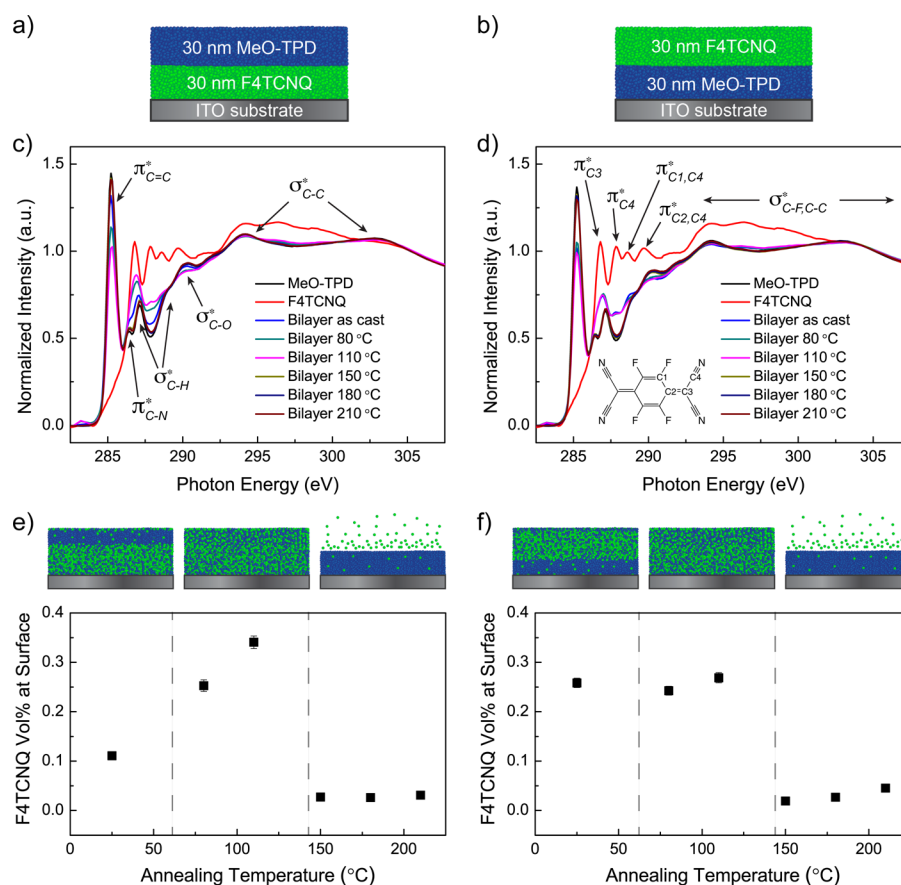 a)
30 nm MeO-TPD
30 nm F4TCNQ
ITO substrate
b)
30 nm F4TCNQ
30 nm MeO-TPD
ITO substrate
c)
π*C=C
σ*C-C
σ*C-O
σ*C-H
π*C-N
MeO-TPD
F4TCNQ
Bilayer as cast
Bilayer 80 °C
Bilayer 110 °C
Bilayer 150 °C
Bilayer 180 °C
Bilayer 210 °C
1.5
1.0
0.5
0.0
Normalized Intensity (a.u.)
285 290 295 300 305
Photon Energy (eV)
d)
π*C3
π*C4
π*C1,C4
π*C2,C4
σ*C-F,C-C
MeO-TPD
F4TCNQ
Bilayer as cast
Bilayer 80 °C
Bilayer 110 °C
Bilayer 150 °C
Bilayer 180 °C
Bilayer 210 °C
N F F N
C1 C4
C2=C3
N F F N
1.5
1.0
0.5
0.0
Normalized Intensity (a.u.)
285 290 295 300 305
Photon Energy (eV)
e)
0.4
0.3
0.2
0.1
0.0
F4TCNQ Vol% at Surface
0 50 100 150 200
Annealing Temperature (°C)
f)
0.4
0.3
0.2
0.1
0.0
F4TCNQ Vol% at Surface
0 50 100 150 200
Annealing Temperature (°C)